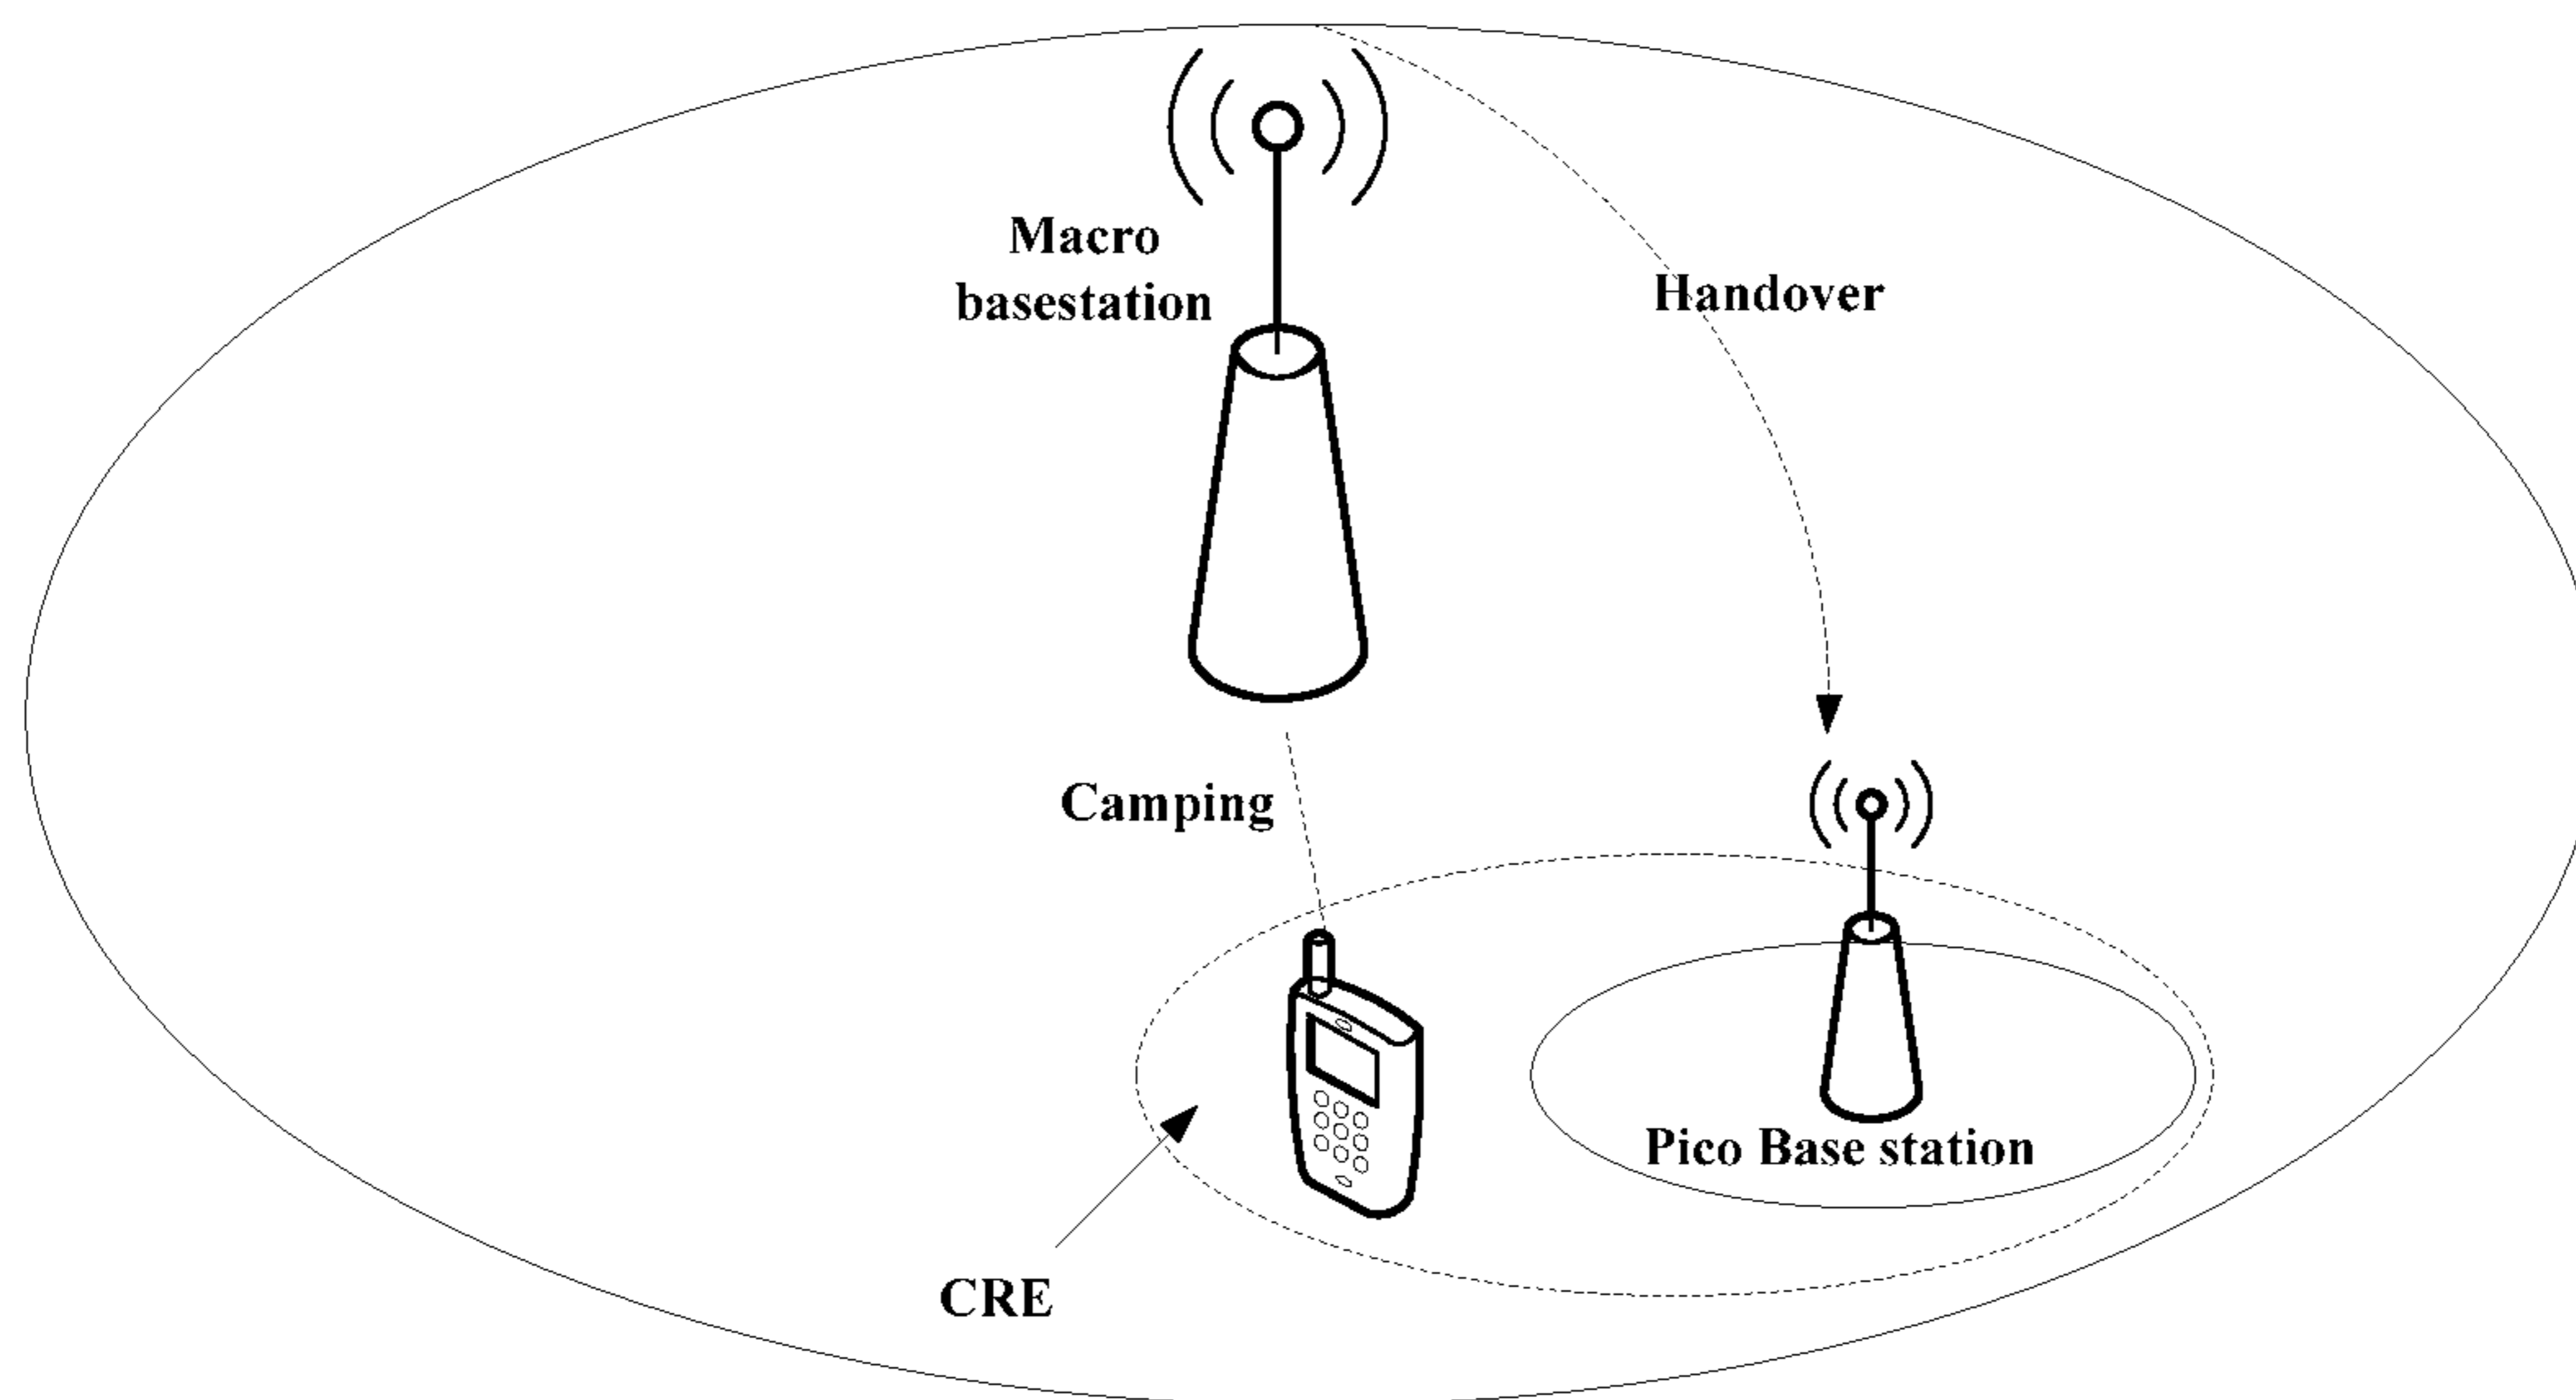 Macro
basestation
Handover
Camping
Pico Base station
CRE